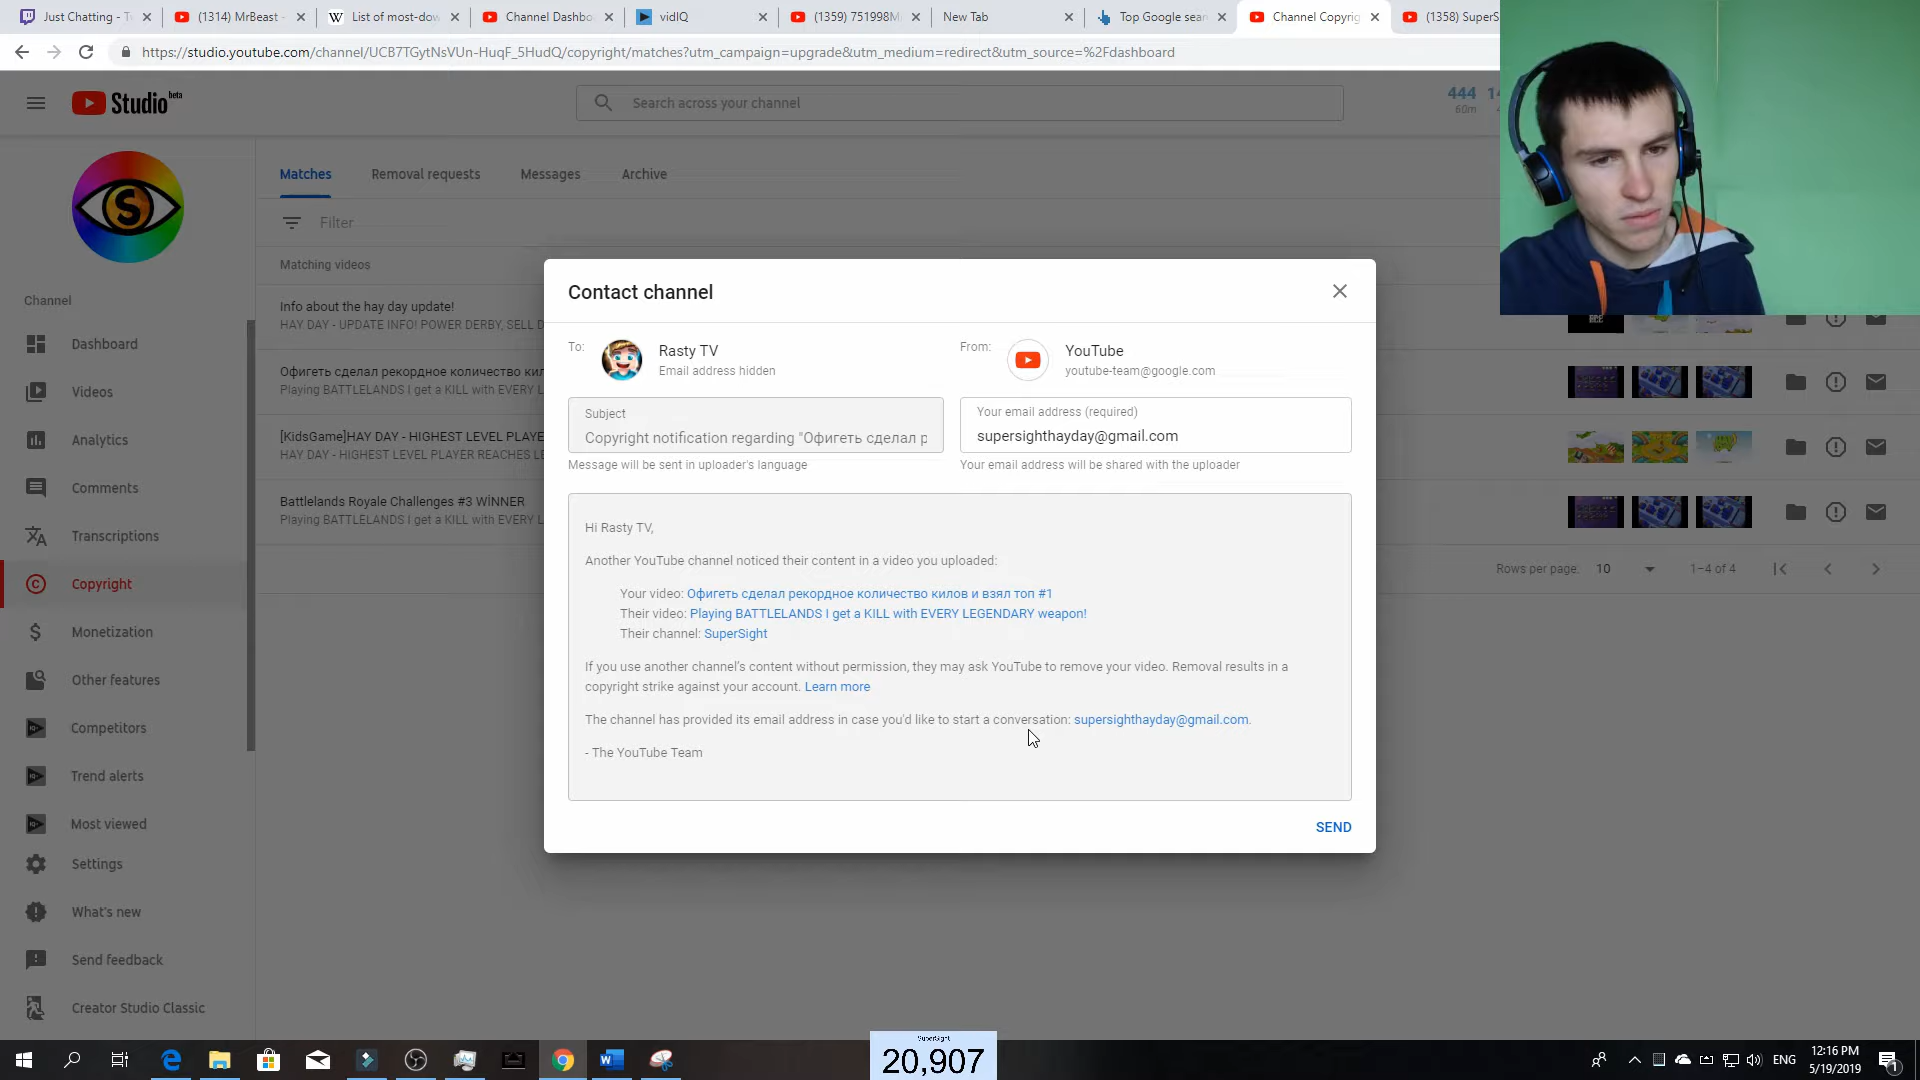 Just Chatting - T
(1314) MrBeast -
List of most-dow
Channel Dashbo
vidIQ
(1359) 751998M
New Tab
Top Google sear
Channel Copyrig
(1358) SuperS
https://studio.youtube.com/channel/UCB7TGytNsVUn-HuqF_5HudQ/copyright/matches?utm_campaign=upgrade&utm_medium=redirect&utm_source=%2Fdashboard
Studio beta
Search across your channel
444
60m
Matches
Removal requests
Messages
Archive
Filter
Matching videos
Channel
Dashboard
Videos
Analytics
Comments
Transcriptions
Copyright
Monetization
Other features
Competitors
Trend alerts
Most viewed
Settings
What's new
Send feedback
Creator Studio Classic
Info about the hay day update!
HAY DAY - UPDATE INFO! POWER DERBY, SELL D
Офигеть сделал рекордное количество кил
Playing BATTLELANDS I get a KILL with EVERY L
[KidsGame]HAY DAY - HIGHEST LEVEL PLAYE
HAY DAY - HIGHEST LEVEL PLAYER REACHES LE
Battlelands Royale Challenges #3 WİNNER
Playing BATTLELANDS I get a KILL with EVERY L
Rows per page:
10
1–4 of 4
Contact channel
To:
Rasty TV
Email address hidden
From:
YouTube
youtube-team@google.com
Subject
Copyright notification regarding "Офигеть сделал р
Message will be sent in uploader's language
Your email address (required)
supersighthayday@gmail.com
Your email address will be shared with the uploader
Hi Rasty TV,
Another YouTube channel noticed their content in a video you uploaded:
Your video: Офигеть сделал рекордное количество килов и взял топ #1
Their video: Playing BATTLELANDS I get a KILL with EVERY LEGENDARY weapon!
Their channel: SuperSight
If you use another channel's content without permission, they may ask YouTube to remove your video. Removal results in a
copyright strike against your account. Learn more
The channel has provided its email address in case you'd like to start a conversation: supersighthayday@gmail.com.
- The YouTube Team
SEND
SuperSight
20,907
ENG
12:16 PM
5/19/2019